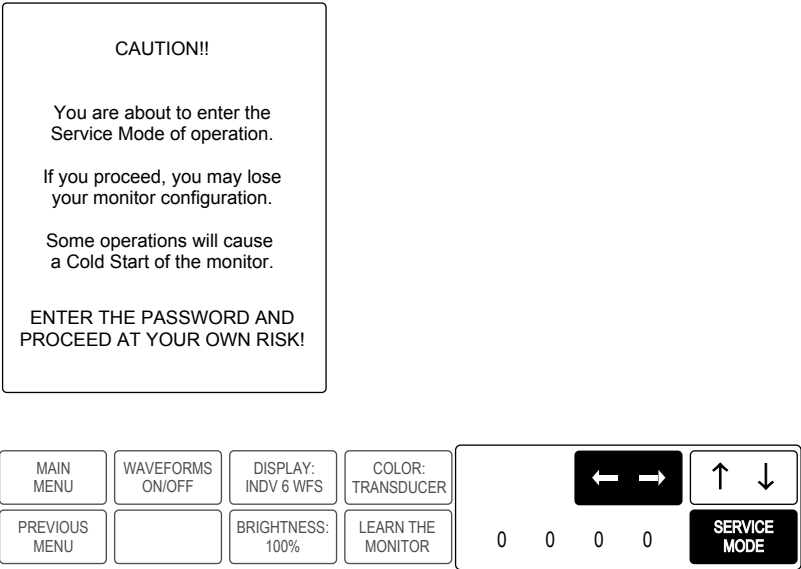 CAUTION!!
You are about to enter the
Service Mode of operation.
If you proceed, you may lose
your monitor configuration.
Some operations will cause
a Cold Start of the monitor.
ENTER THE PASSWORD AND
PROCEED AT YOUR OWN RISK!
MAIN
MENU
WAVEFORMS
ON/OFF
DISPLAY:
INDV 6 WFS
COLOR:
TRANSDUCER
← →
↑ ↓
PREVIOUS
MENU
BRIGHTNESS:
100%
LEARN THE
MONITOR
0 0 0 0
SERVICE
MODE